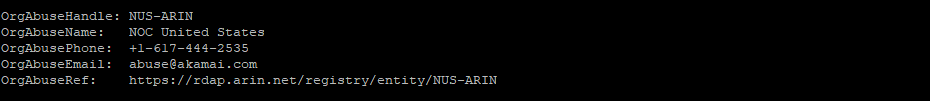 OrgAbuseHandle: NUS-ARIN
OrgAbuseName:   NOC United States
OrgAbusePhone:  +1-617-444-2535
OrgAbuseEmail:  abuse@akamai.com
OrgAbuseRef:    https://rdap.arin.net/registry/entity/NUS-ARIN